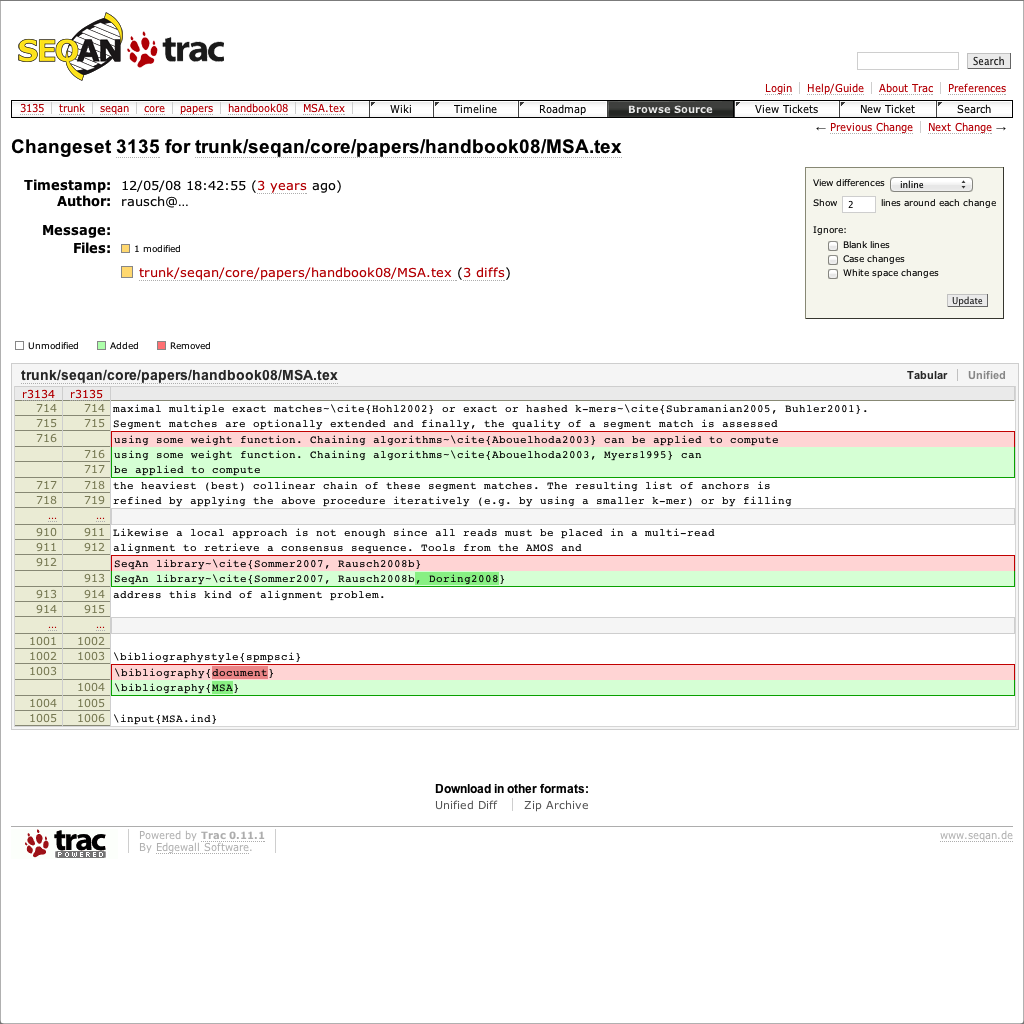 SEQAN trac
Search
Login Help/Guide About Trac Preferences
3135 trunk seqan core papers handbook08 MSA.tex Wiki Timeline Roadmap Browse Source View Tickets New Ticket Search
← Previous Change Next Change →
Changeset 3135 for trunk/seqan/core/papers/handbook08/MSA.tex
Timestamp: 12/05/08 18:42:55 (3 years ago)
Author: rausch@…
Message:
Files: 1 modified
trunk/seqan/core/papers/handbook08/MSA.tex (3 diffs)
View differences inline
Show 2 lines around each change
Ignore:
Blank lines
Case changes
White space changes
Update
Unmodified Added Removed
trunk/seqan/core/papers/handbook08/MSA.tex Tabular Unified
r3134 r3135
714 714 maximal multiple exact matches~\cite{Hohl2002} or exact or hashed k-mers~\cite{Subramanian2005, Buhler2001}.
715 715 Segment matches are optionally extended and finally, the quality of a segment match is assessed
716 using some weight function. Chaining algorithms~\cite{Abouelhoda2003} can be applied to compute
716 using some weight function. Chaining algorithms~\cite{Abouelhoda2003, Myers1995} can
717 be applied to compute
717 718 the heaviest (best) collinear chain of these segment matches. The resulting list of anchors is
718 719 refined by applying the above procedure iteratively (e.g. by using a smaller k-mer) or by filling
… …
910 911 Likewise a local approach is not enough since all reads must be placed in a multi-read
911 912 alignment to retrieve a consensus sequence. Tools from the AMOS and
912 SeqAn library~\cite{Sommer2007, Rausch2008b}
913 SeqAn library~\cite{Sommer2007, Rausch2008b, Doring2008}
913 914 address this kind of alignment problem.
914 915
… …
1001 1002
1002 1003 \bibliographystyle{spmpsci}
1003 \bibliography{document}
1004 \bibliography{MSA}
1004 1005
1005 1006 \input{MSA.ind}
Download in other formats:
Unified Diff Zip Archive
trac POWERED
Powered by Trac 0.11.1
By Edgewall Software.
www.seqan.de